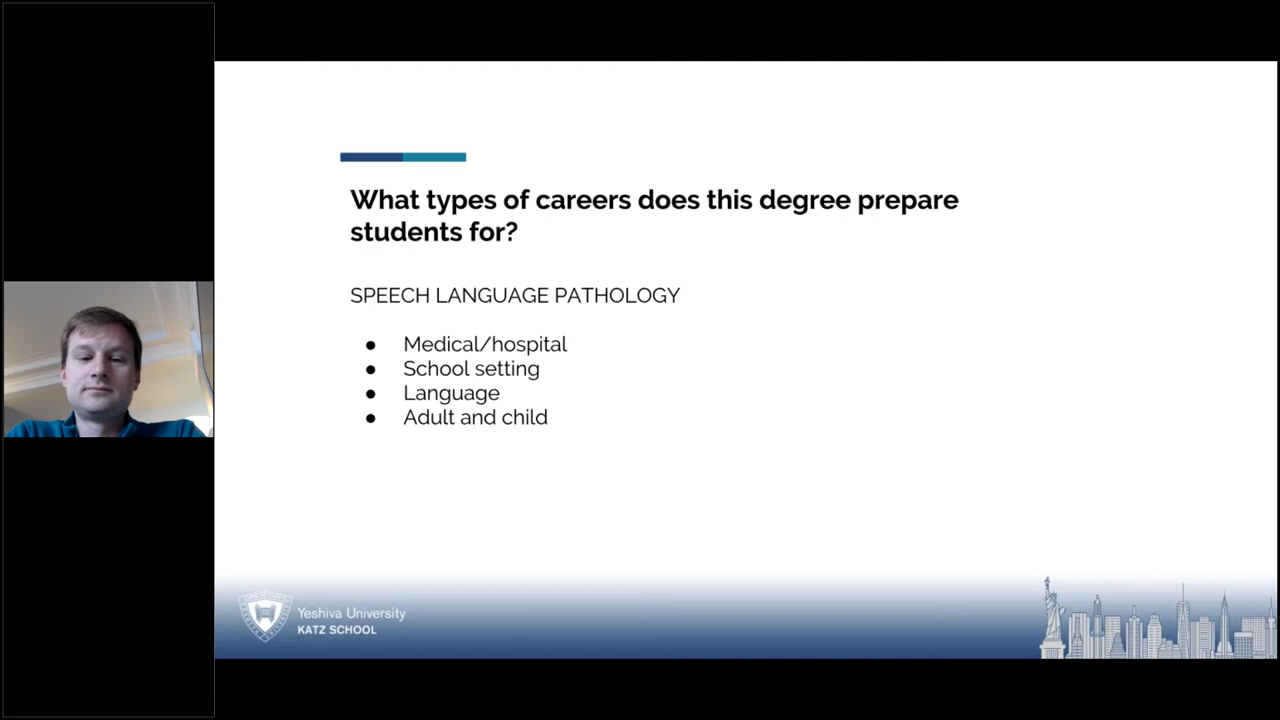 What types of careers does this degree prepare
students for?
SPEECH LANGUAGE PATHOLOGY
● Medical/hospital
● School setting
● Language
● Adult and child
Yeshiva University
KATZ SCHOOL